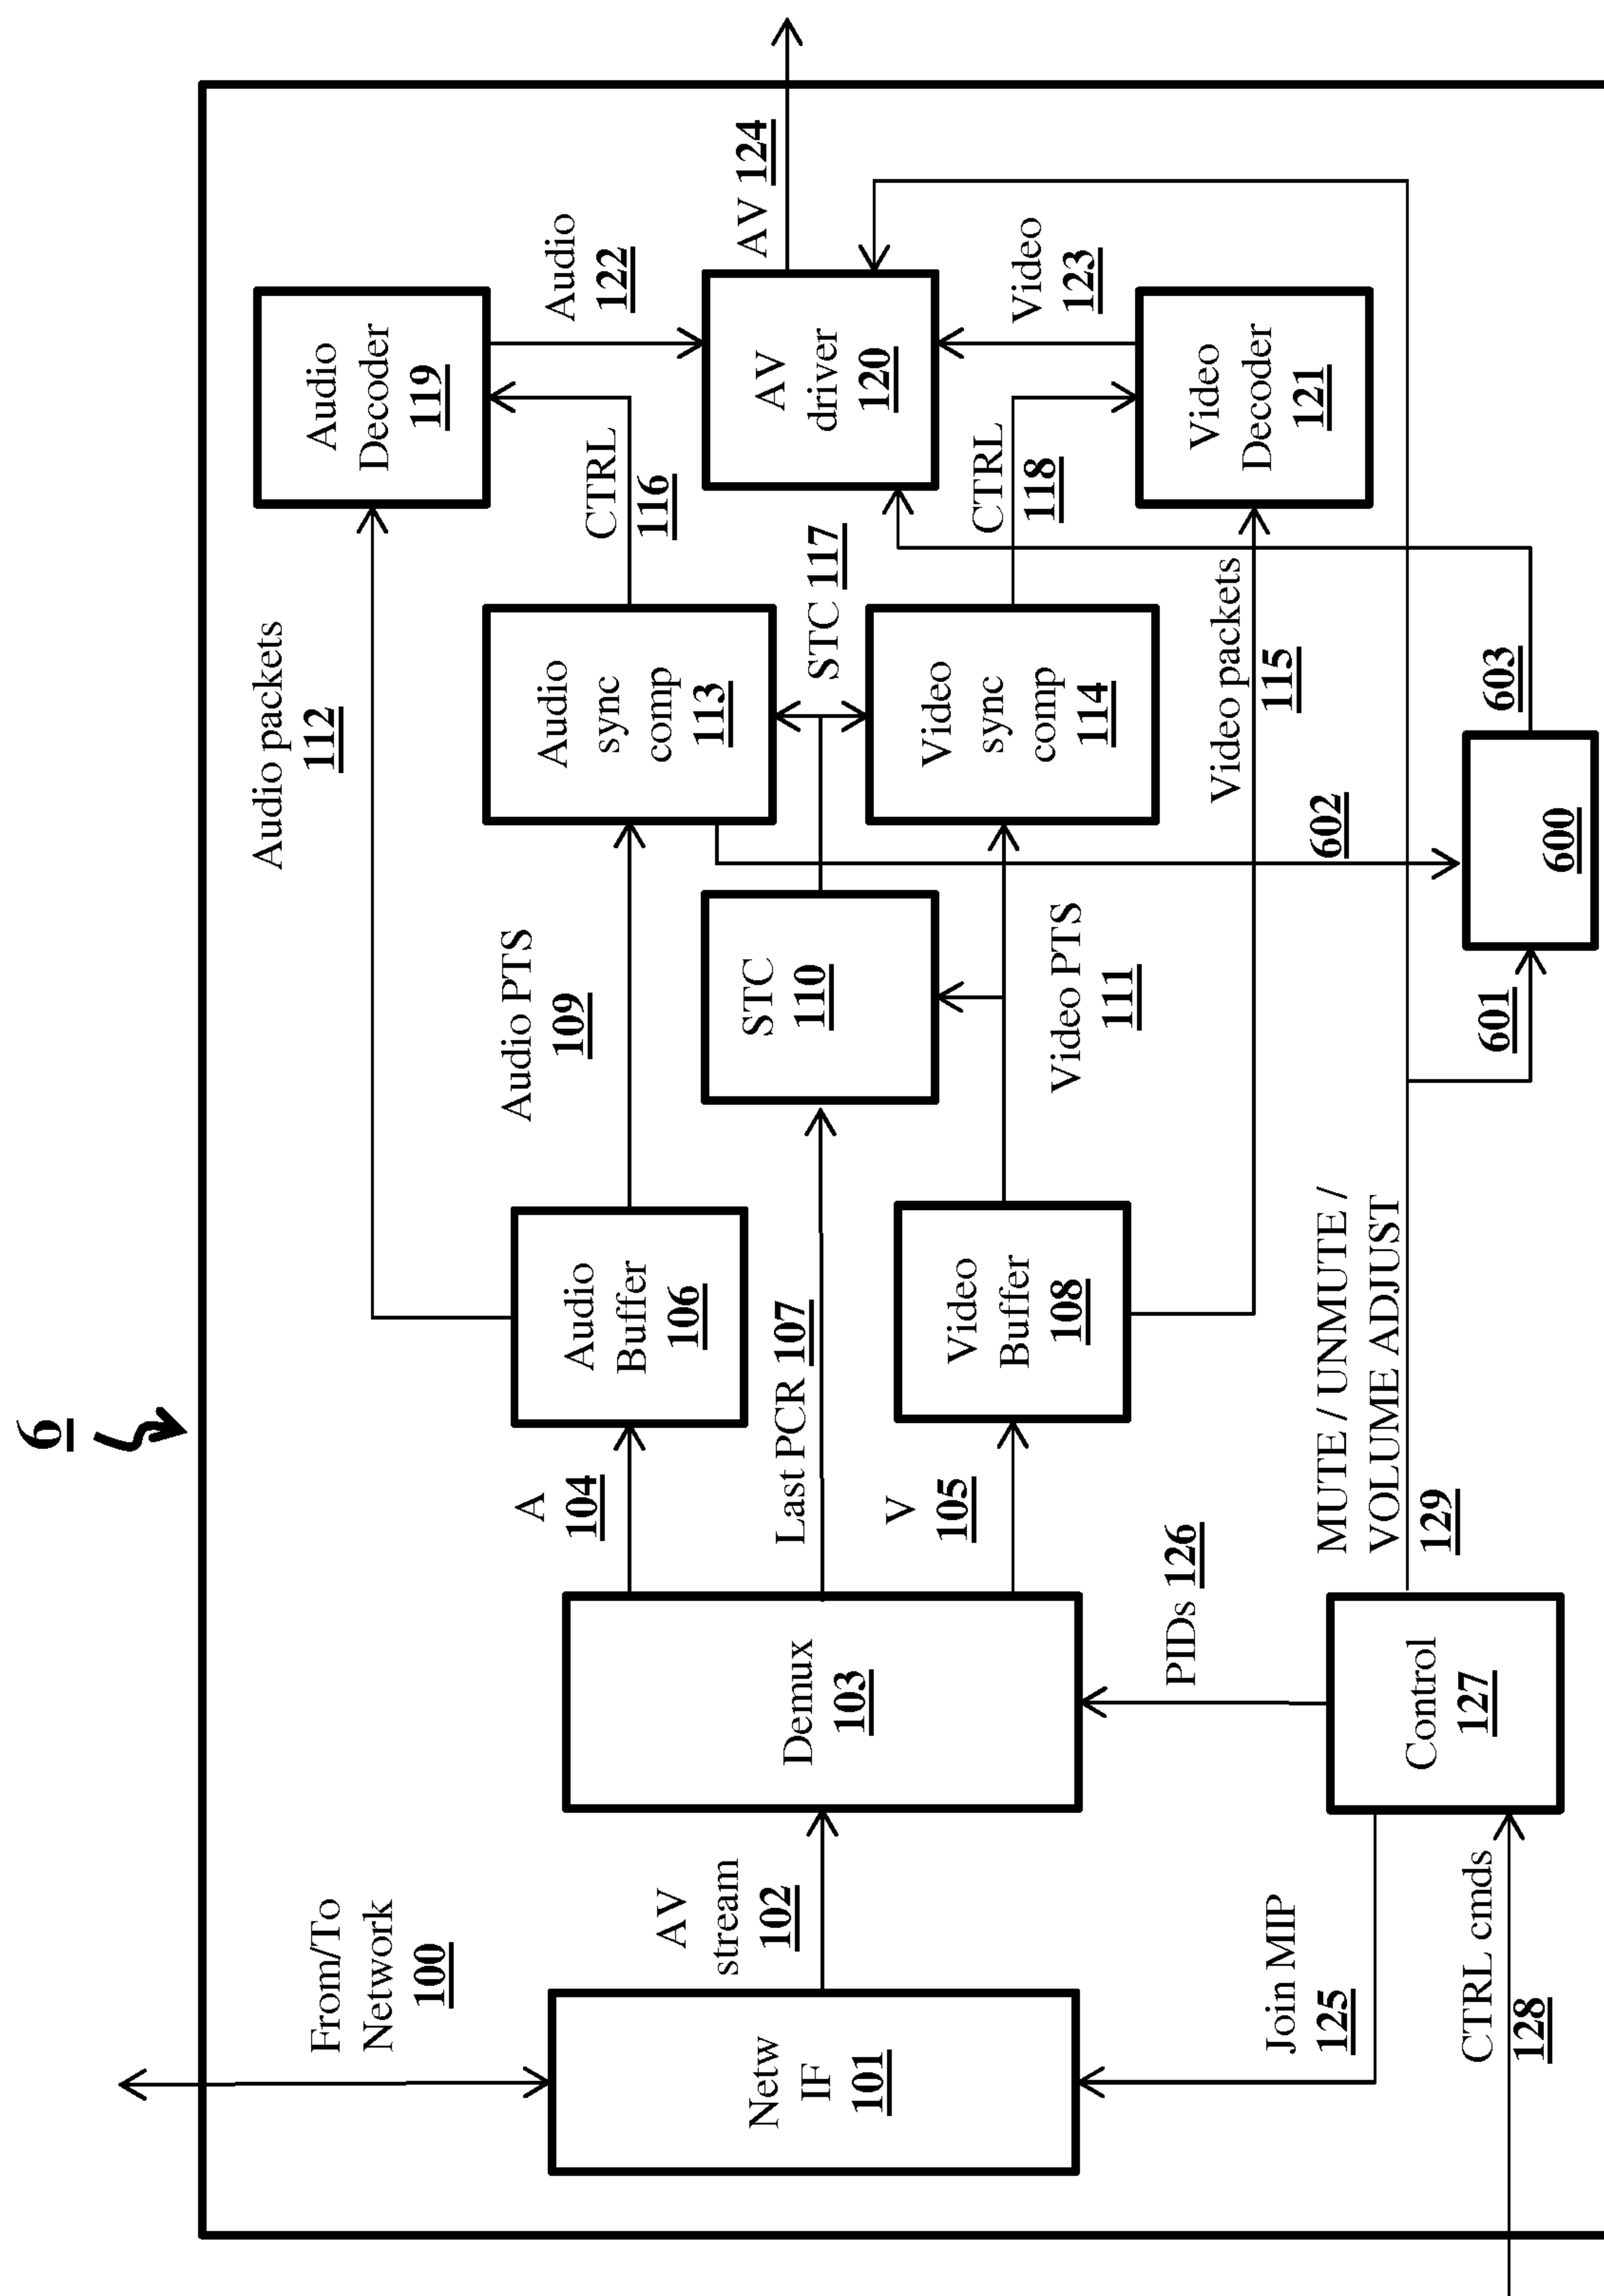 6
From/To
Network
100
Netw
IF
101
AV
stream
102
Join MIP
125
CTRL cmds
128
Demux
103
PIDs 126
Control
127
A
104
Last PCR 107
V
105
MUTE / UNMUTE /
VOLUME ADJUST
129
Audio
Buffer
106
Video
Buffer
108
Audio PTS
109
STC
110
Video PTS
111
601
Audio packets
112
Audio
sync
comp
113
STC 117
Video
sync
comp
114
Video packets
115
602
600
603
CTRL
116
CTRL
118
Audio
Decoder
119
AV
driver
120
Video
Decoder
121
Audio
122
Video
123
AV 124